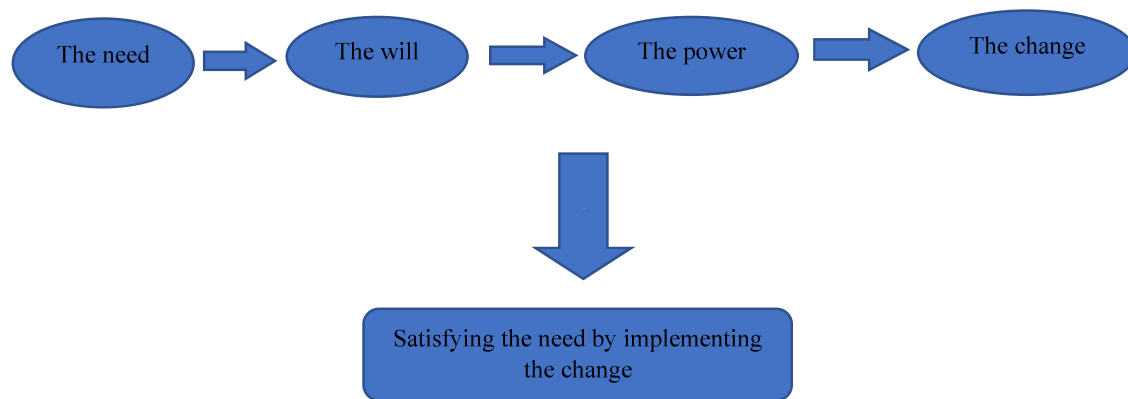 The need
The will
The power
The change
Satisfying the need by implementing
the change